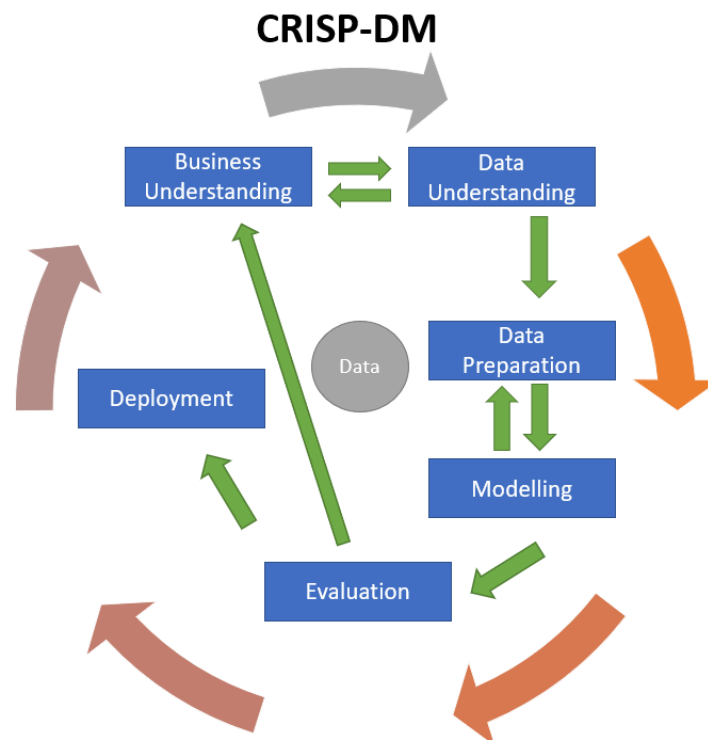 CRISP-DM
Business
Understanding
Data
Understanding
Data
Preparation
Data
Deployment
Modelling
Evaluation